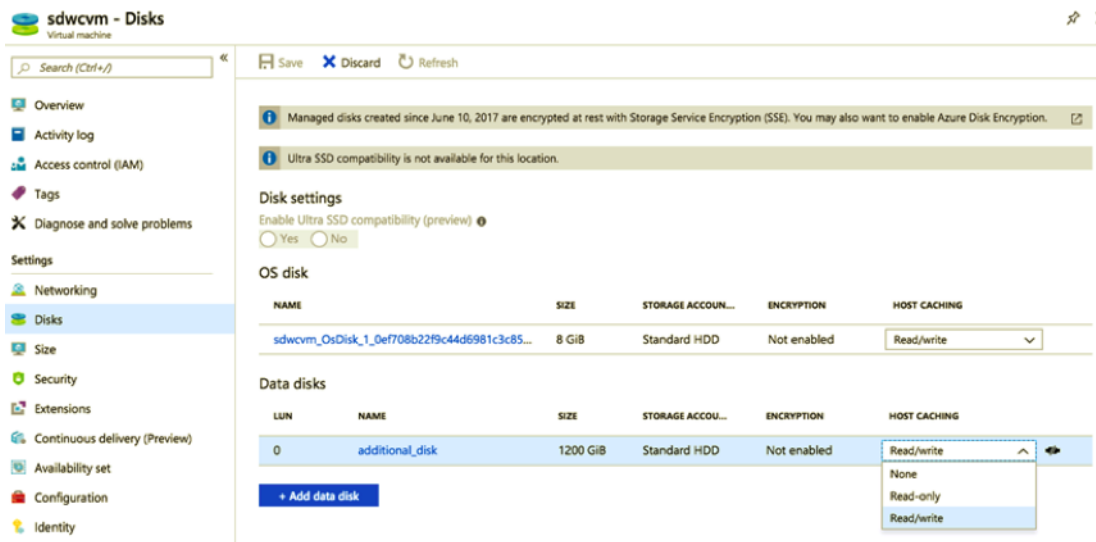 sdwcvm - Disks
Virtual machine
Search (Ctrl+/)
«
Overview
Activity log
Access control (IAM)
Tags
Diagnose and solve problems
Settings
Networking
Disks
Size
Security
Extensions
Continuous delivery (Preview)
Availability set
Configuration
Identity
Save Discard Refresh
Managed disks created since June 10, 2017 are encrypted at rest with Storage Service Encryption (SSE). You may also want to enable Azure Disk Encryption.
Ultra SSD compatibility is not available for this location.
Disk settings
Enable Ultra SSD compatibility (preview)
Yes No
OS disk
NAME SIZE STORAGE ACCOUN... ENCRYPTION HOST CACHING
sdwcvm_OsDisk_1_0ef708b22f9c44d6981c3c85... 8 GiB Standard HDD Not enabled Read/write
Data disks
LUN NAME SIZE STORAGE ACCOU... ENCRYPTION HOST CACHING
0 additional_disk 1200 GiB Standard HDD Not enabled Read/write
None
Read-only
Read/write
+ Add data disk